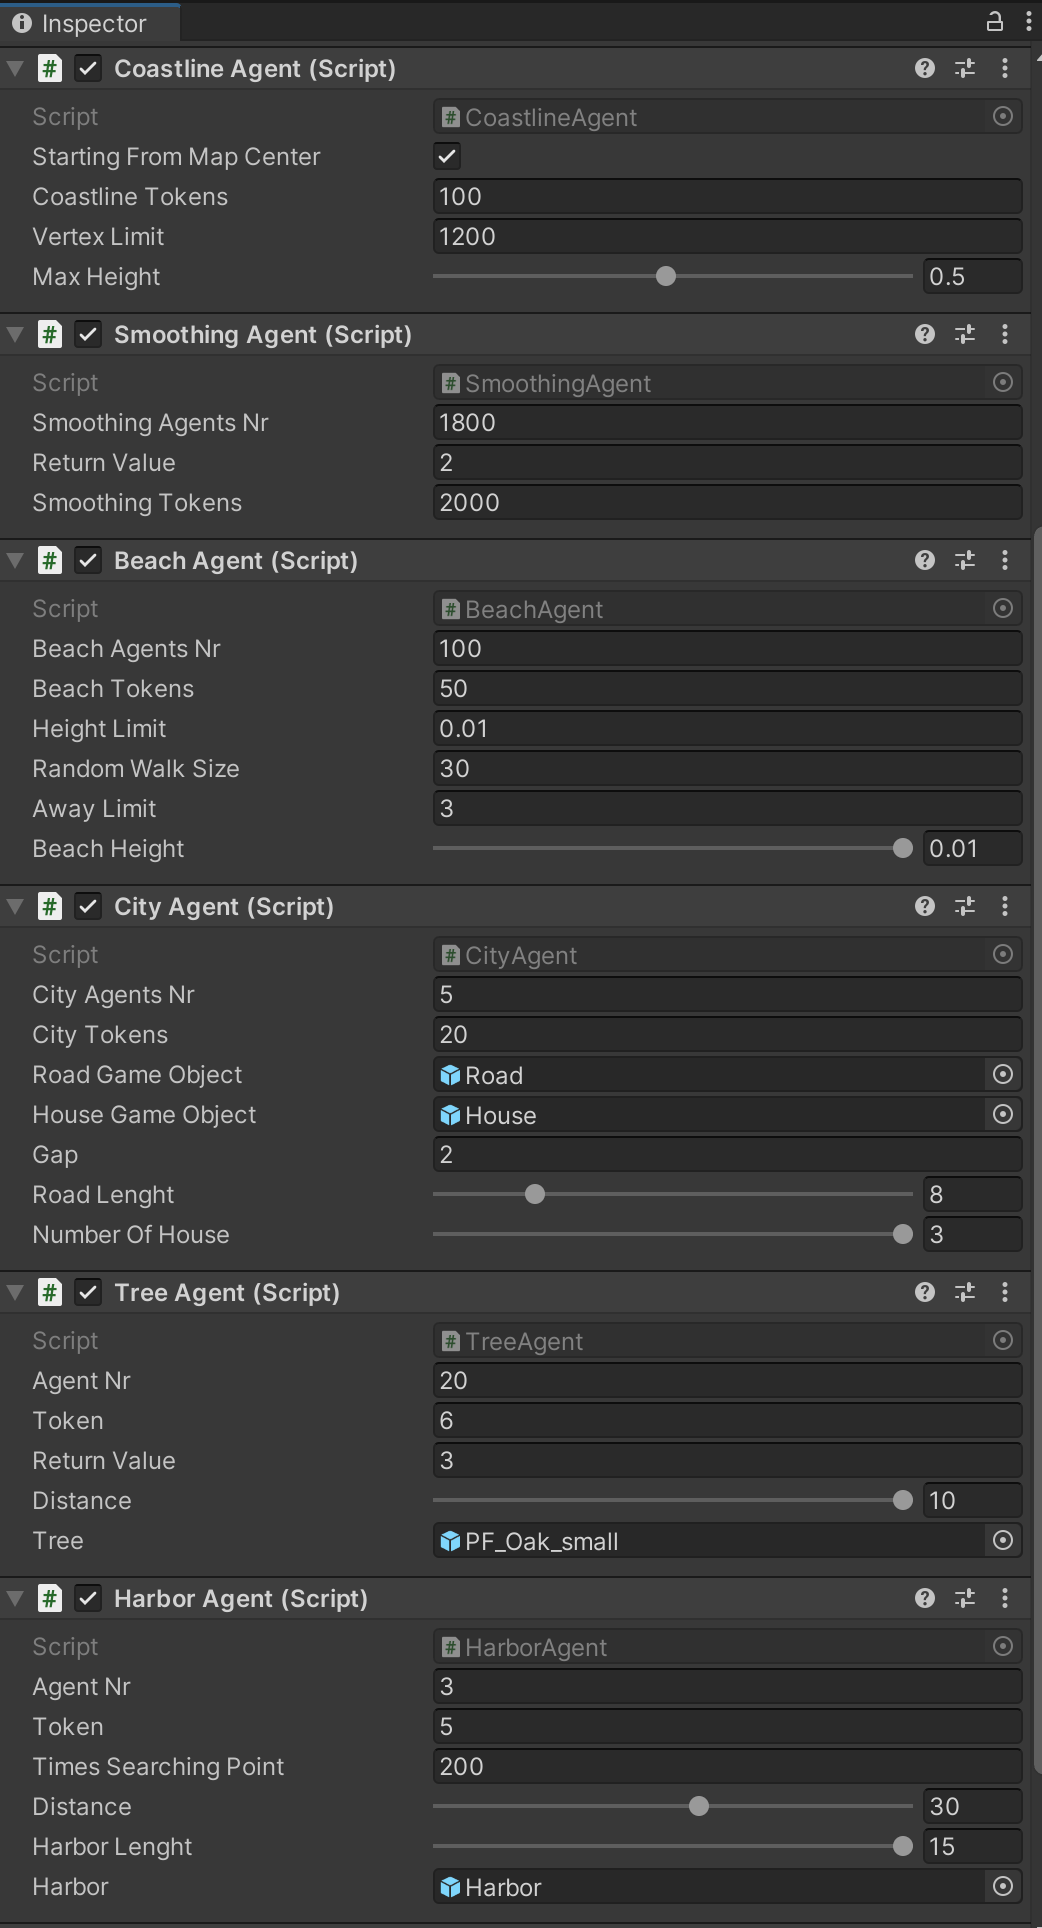 Inspector
Coastline Agent (Script)
Script CoastlineAgent
Starting From Map Center
Coastline Tokens 100
Vertex Limit 1200
Max Height 0.5
Smoothing Agent (Script)
Script SmoothingAgent
Smoothing Agents Nr 1800
Return Value 2
Smoothing Tokens 2000
Beach Agent (Script)
Script BeachAgent
Beach Agents Nr 100
Beach Tokens 50
Height Limit 0.01
Random Walk Size 30
Away Limit 3
Beach Height 0.01
City Agent (Script)
Script CityAgent
City Agents Nr 5
City Tokens 20
Road Game Object Road
House Game Object House
Gap 2
Road Lenght 8
Number Of House 3
Tree Agent (Script)
Script TreeAgent
Agent Nr 20
Token 6
Return Value 3
Distance 10
Tree PF_Oak_small
Harbor Agent (Script)
Script HarborAgent
Agent Nr 3
Token 5
Times Searching Point 200
Distance 30
Harbor Lenght 15
Harbor Harbor